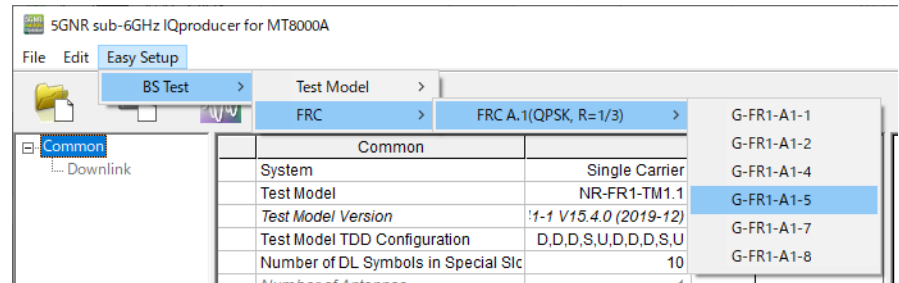 5GNR sub-6GHz IQproducer for MT8000A
File Edit Easy Setup
BS Test > Test Model >
FRC > FRC A.1(QPSK, R=1/3) > G-FR1-A1-1
G-FR1-A1-2
G-FR1-A1-4
G-FR1-A1-5
G-FR1-A1-7
G-FR1-A1-8
Common
Downlink
Common
System Single Carrier
Test Model NR-FR1-TM1.1
Test Model Version 1-1 V15.4.0 (2019-12)
Test Model TDD Configuration D,D,D,S,U,D,D,D,S,U
Number of DL Symbols in Special Slc 10